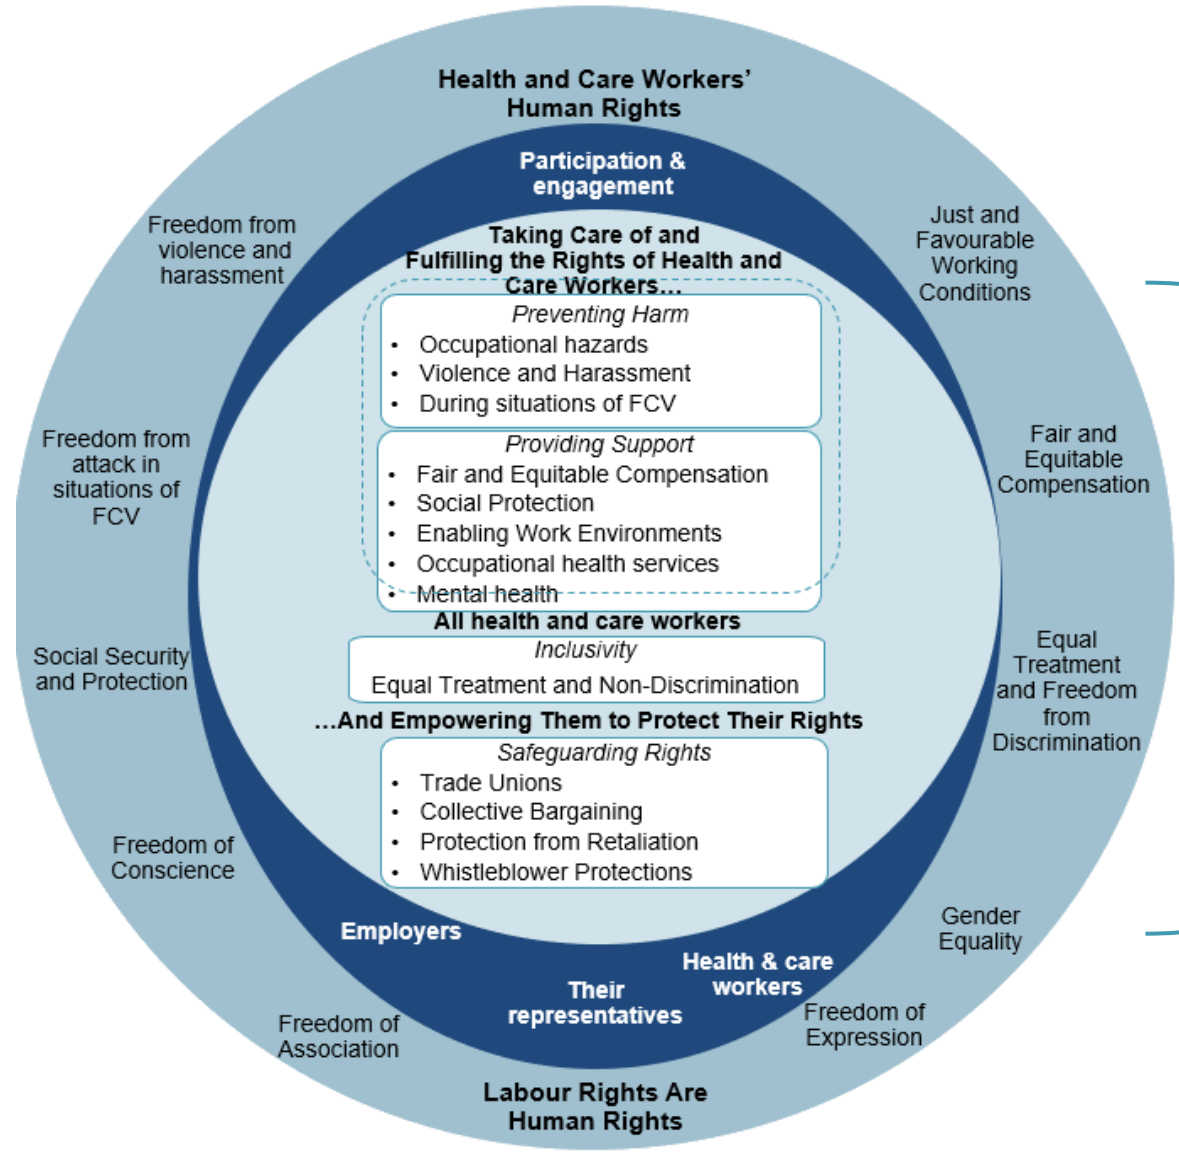 Health and Care Workers’
Human Rights
Participation &
engagement
Freedom from
violence and
harassment
Just and
Favourable
Working
Conditions
Taking Care of and
Fulfilling the Rights of Health and
Care Workers…
Preventing Harm
• Occupational hazards
• Violence and Harassment
• During situations of FCV
Freedom from
attack in
situations of
FCV
Fair and
Equitable
Compensation
Providing Support
• Fair and Equitable Compensation
• Social Protection
• Enabling Work Environments
• Occupational health services
• Mental health
All health and care workers
Inclusivity
Equal Treatment and Non-Discrimination
Social Security
and Protection
Equal
Treatment
and Freedom
from
Discrimination
…And Empowering Them to Protect Their Rights
Safeguarding Rights
• Trade Unions
• Collective Bargaining
• Protection from Retaliation
• Whistleblower Protections
Freedom of
Conscience
Gender
Equality
Employers
Their
representatives
Health & care
workers
Freedom of
Association
Freedom of
Expression
Labour Rights Are
Human Rights